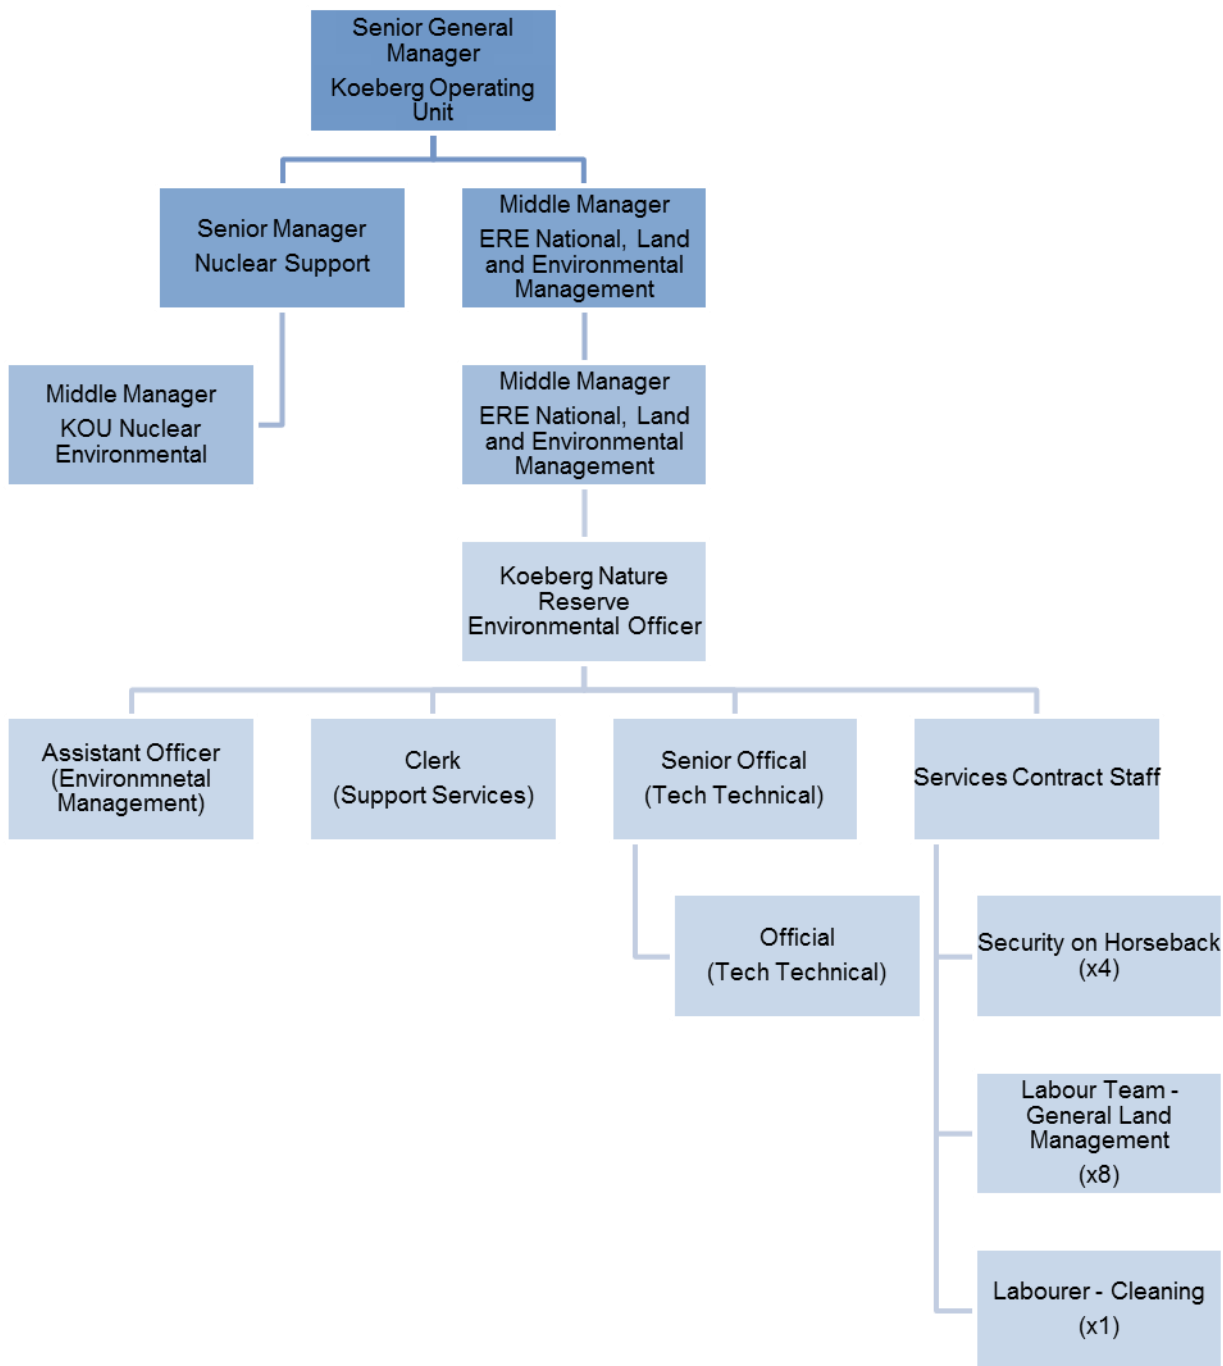 Senior General
Manager
Koeberg Operating
Unit
Senior Manager
Nuclear Support
Middle Manager
ERE National, Land
and Environmental
Management
Middle Manager
KOU Nuclear
Environmental
Middle Manager
ERE National, Land
and Environmental
Management
Koeberg Nature
Reserve
Environmental Officer
Assistant Officer
(Environmnetal
Management)
Clerk
(Support Services)
Senior Offical
(Tech Technical)
Services Contract Staff
Official
(Tech Technical)
Security on Horseback
(x4)
Labour Team -
General Land
Management
(x8)
Labourer - Cleaning
(x1)